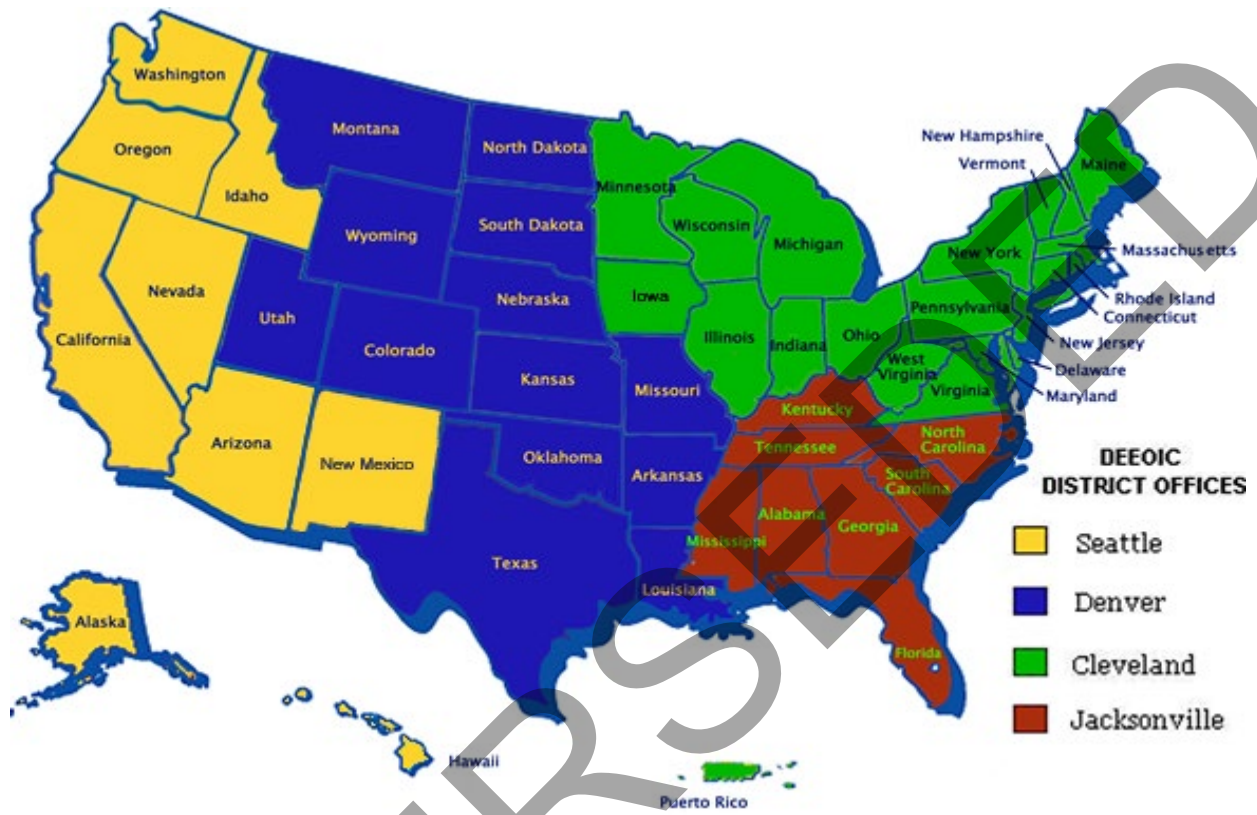 Washington
Montana
North Dakota
Oregon
Minnesota
Idaho
Wyoming
South Dakota
Wisconsin
Michigan
New Hampshire
Vermont
Maine
New York
Massachusetts
Nevada
Utah
Nebraska
Iowa
Rhode Island
Connecticut
Pennsylvania
California
Colorado
Kansas
Missouri
Illinois
Indiana
Ohio
New Jersey
West
Virginia
Virginia
Delaware
Maryland
Kentucky
Arizona
New Mexico
Oklahoma
Arkansas
Tennessee
North
Carolina
South
Carolina
Alabama
Georgia
Mississippi
Texas
Louisiana
Florida
Alaska
Hawaii
Puerto Rico
DEEOIC
DISTRICT OFFICES
Seattle
Denver
Cleveland
Jacksonville